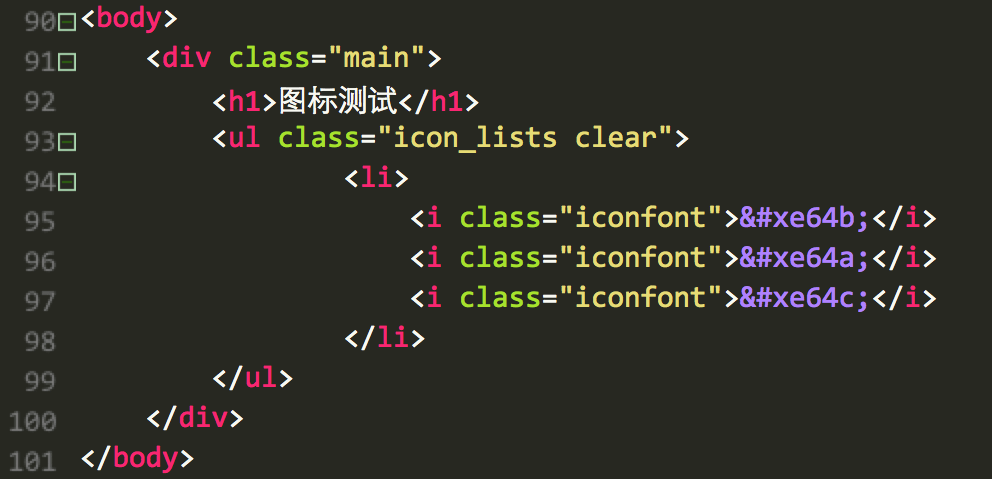 90 <body>
91 <div class="main">
92 <h1>图标测试</h1>
93 <ul class="icon_lists clear">
94 <li>
95 <i class="iconfont">&#xe64b;</i>
96 <i class="iconfont">&#xe64a;</i>
97 <i class="iconfont">&#xe64c;</i>
98 </li>
99 </ul>
100 </div>
101 </body>